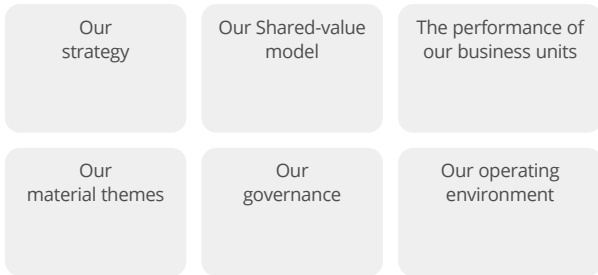 Our
strategy
Our Shared-value
model
The performance of
our business units
Our
material themes
Our
governance
Our operating
environment